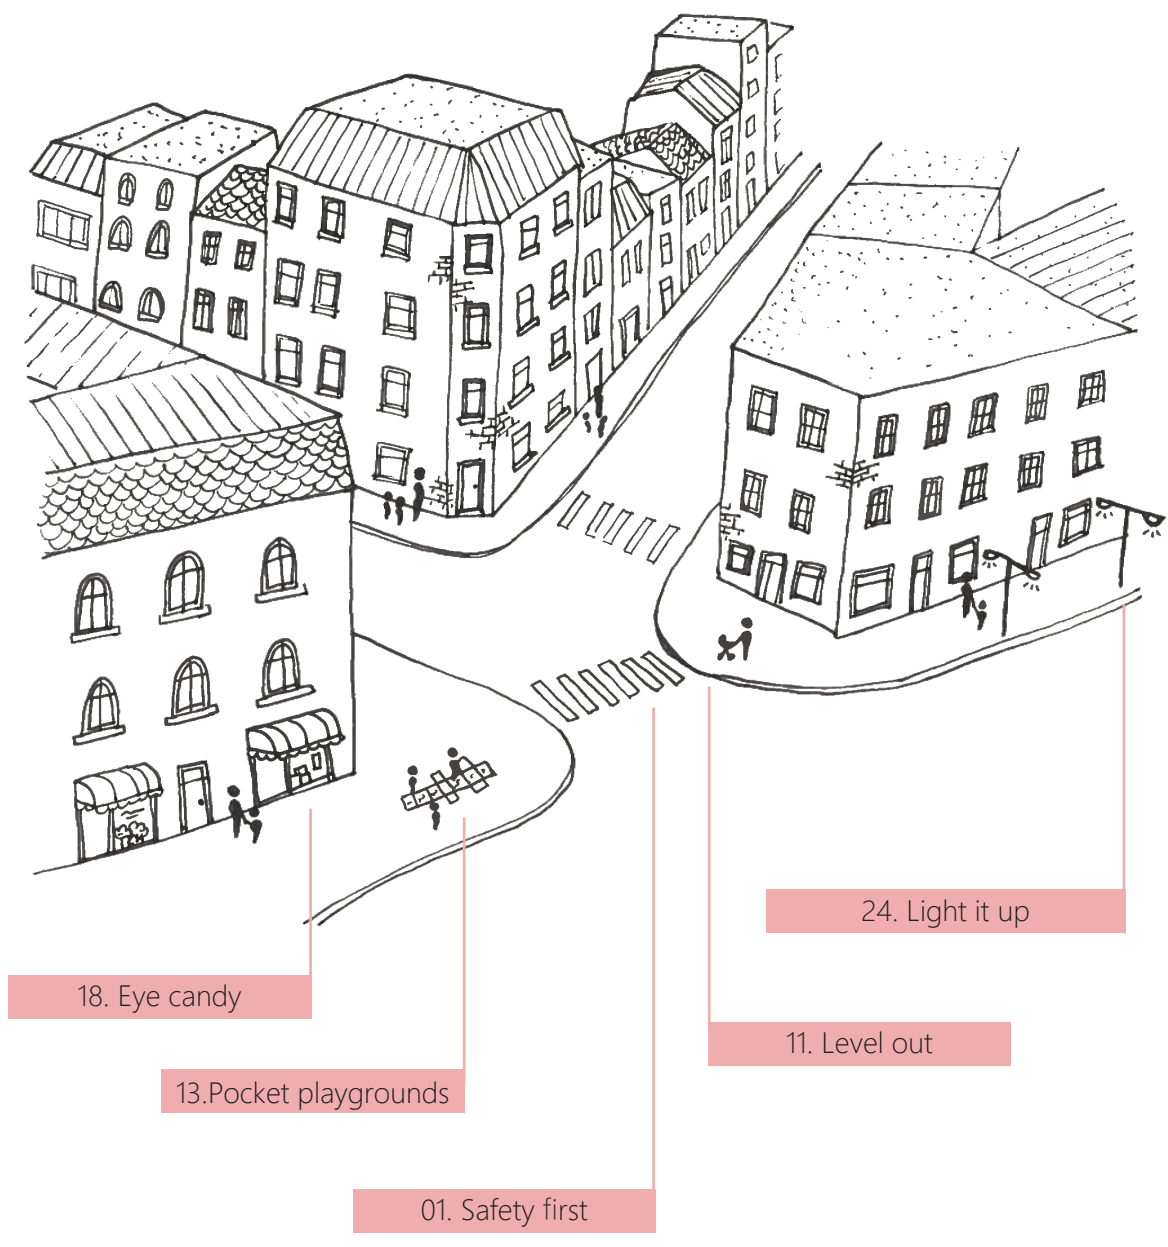 24. Light it up
18. Eye candy
11. Level out
13.Pocket playgrounds
01. Safety first